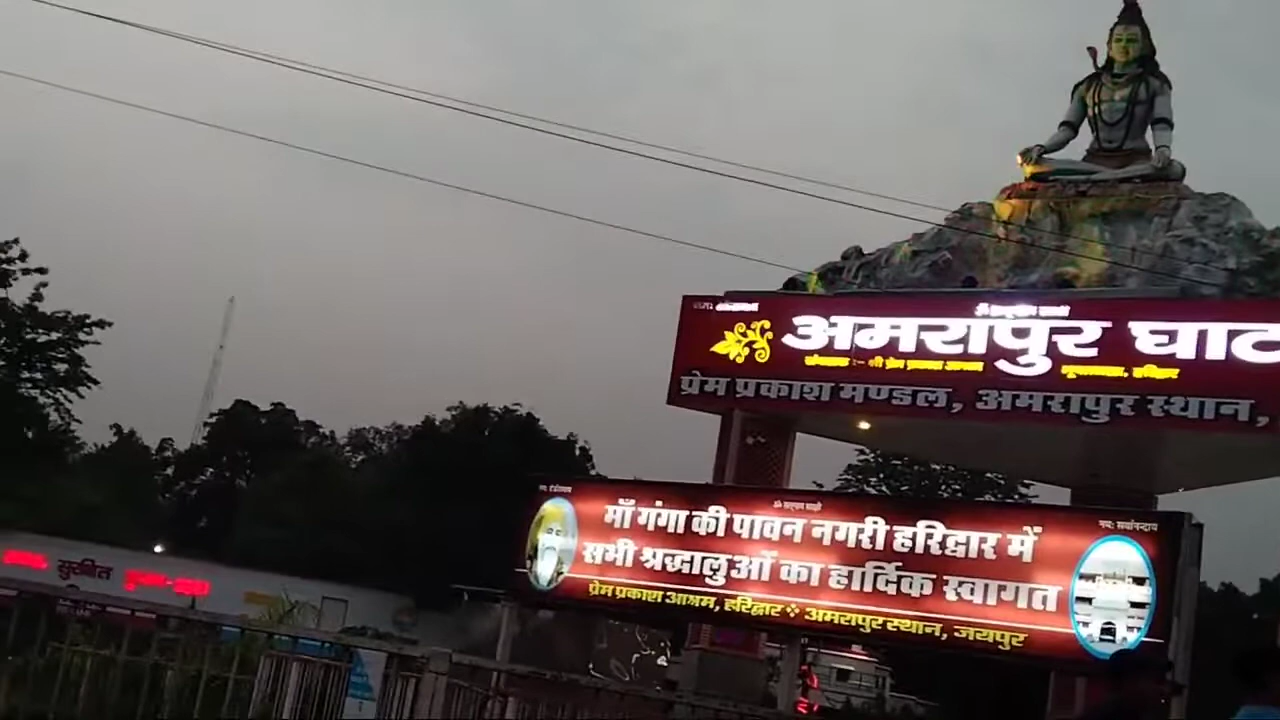 अमरापुर घाट
प्रेम प्रकाश मण्डल, अमरापुर स्थान,
माँ गंगा की पावन नगरी हरिद्वार में
सभी श्रद्धालुओं का हार्दिक स्वागत
प्रेम प्रकाश आश्रम, हरिद्वार ❖ अमरापुर स्थान, जयपुर